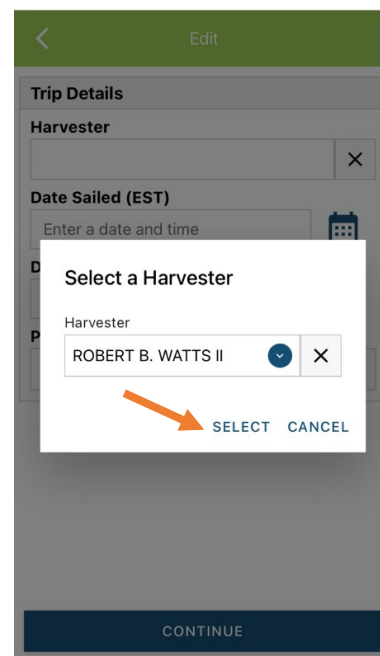 Edit
Trip Details
Harvester
Date Sailed (EST)
Enter a date and time
D
Select a Harvester
Harvester
P
ROBERT B. WATTS II
SELECT CANCEL
CONTINUE